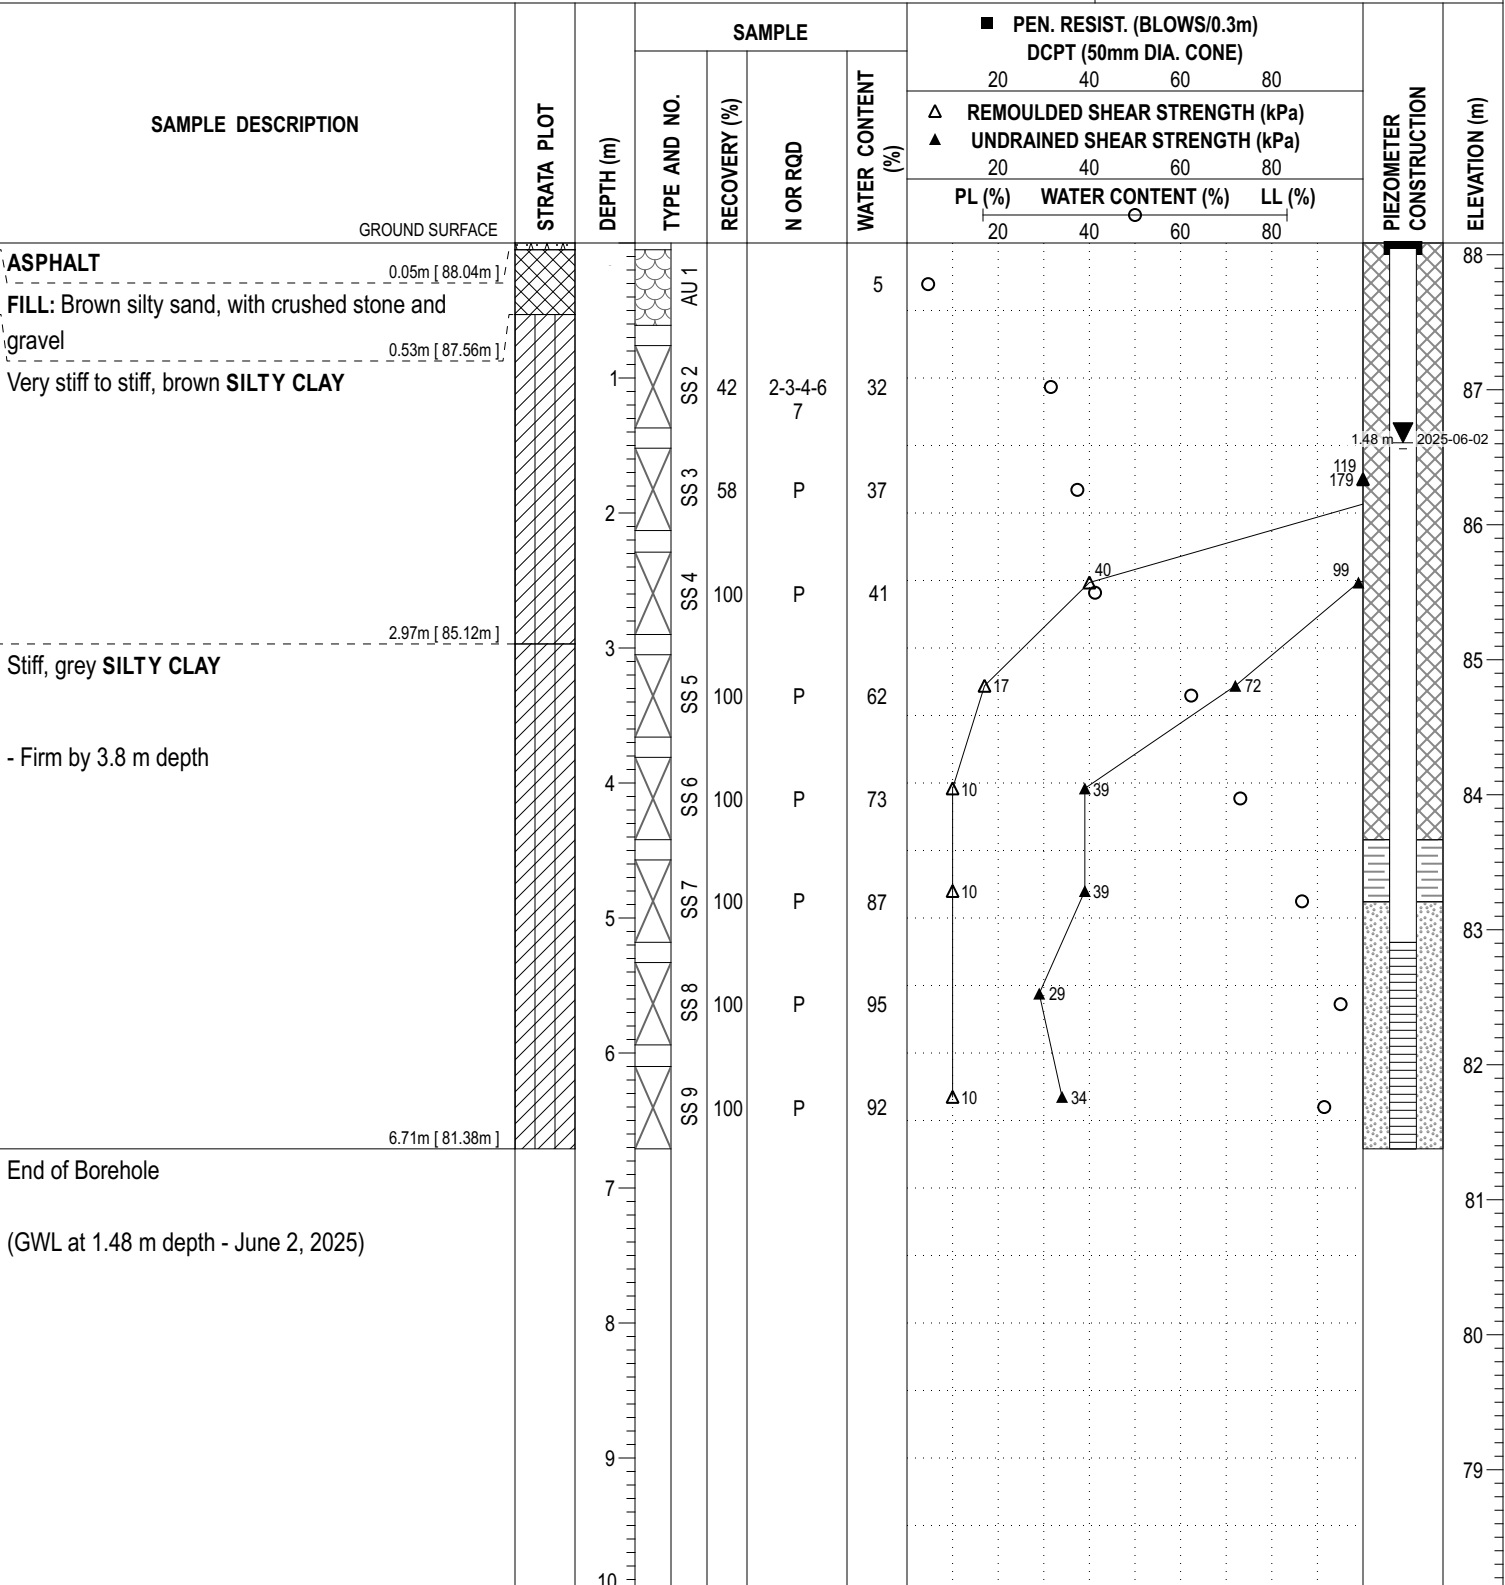 SAMPLE DESCRIPTION
GROUND SURFACE
STRATA PLOT
DEPTH (m)
SAMPLE
TYPE AND NO.
RECOVERY (%)
N OR RQD
WATER CONTENT
(%)
■ PEN. RESIST. (BLOWS/0.3m)
DCPT (50mm DIA. CONE)
20 40 60 80
△ REMOULDED SHEAR STRENGTH (kPa)
▲ UNDRAINED SHEAR STRENGTH (kPa)
20 40 60 80
PL (%) WATER CONTENT (%) LL (%)
20 40 60 80
PIEZOMETER
CONSTRUCTION
ELEVATION (m)
ASPHALT
0.05m [ 88.04m ]
FILL: Brown silty sand, with crushed stone and
gravel
0.53m [ 87.56m ]
Very stiff to stiff, brown SILTY CLAY
2.97m [ 85.12m ]
Stiff, grey SILTY CLAY
- Firm by 3.8 m depth
6.71m [ 81.38m ]
End of Borehole
(GWL at 1.48 m depth - June 2, 2025)
1
2
3
4
5
6
7
8
9
10
AU 1 5
SS 2 42 2-3-4-6 32
7
SS 3 58 P 37
SS 4 100 P 41
SS 5 100 P 62
SS 6 100 P 73
SS 7 100 P 87
SS 8 100 P 95
SS 9 100 P 92
119
179
40 99
17 72
10 39
10 39
29
10 34
1.48 m 2025-06-02
88
87
86
85
84
83
82
81
80
79